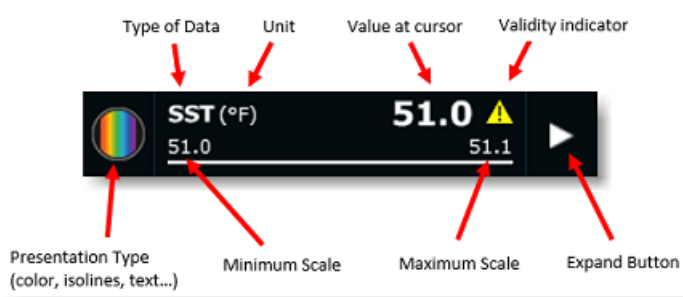 Type of Data Unit Value at cursor Validity indicator
SST (°F) 51.0
51.0 51.1
Presentation Type
(color, isolines, text...)
Minimum Scale Maximum Scale Expand Button